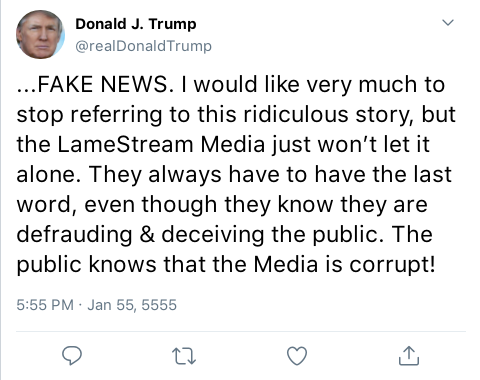 Donald J. Trump
@realDonaldTrump
...FAKE NEWS. I would like very much to
stop referring to this ridiculous story, but
the LameStream Media just won’t let it
alone. They always have to have the last
word, even though they know they are
defrauding & deceiving the public. The
public knows that the Media is corrupt!
5:55 PM · Jan 55, 5555